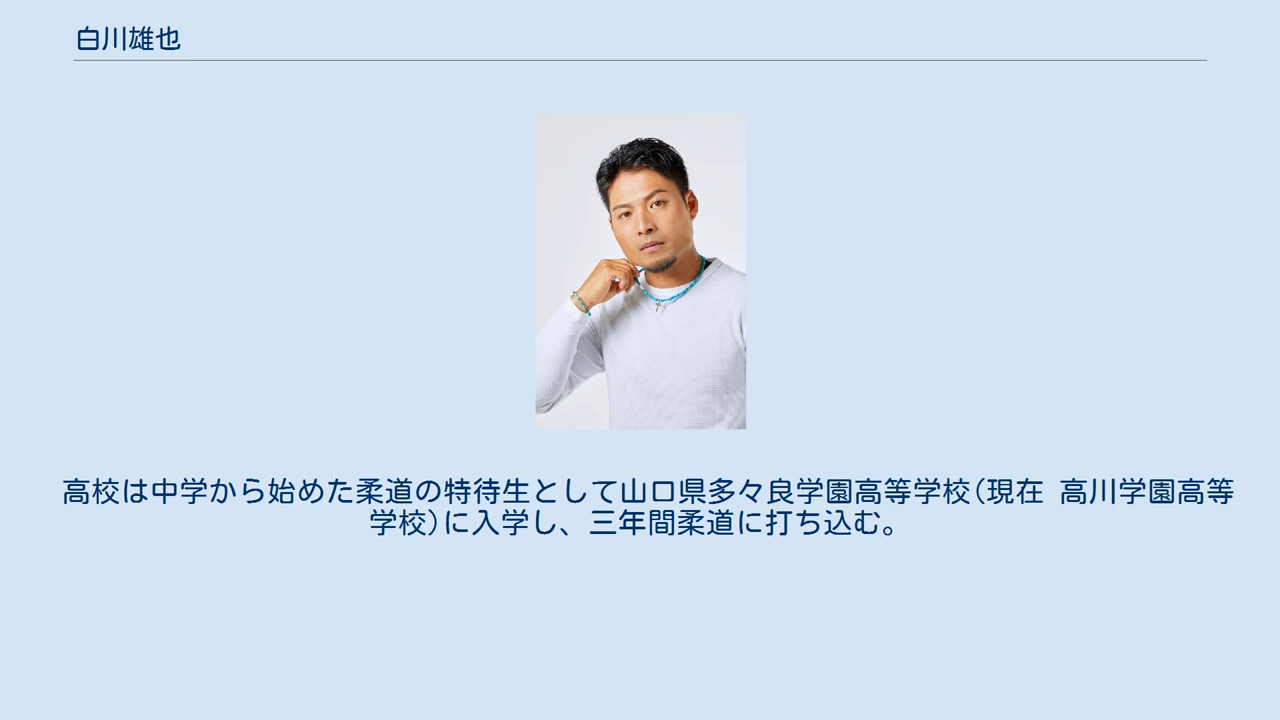 白川雄也
高校は中学から始めた柔道の特待生として山口県多々良学園高等学校(現在 高川学園高等
学校)に入学し、三年間柔道に打ち込む。